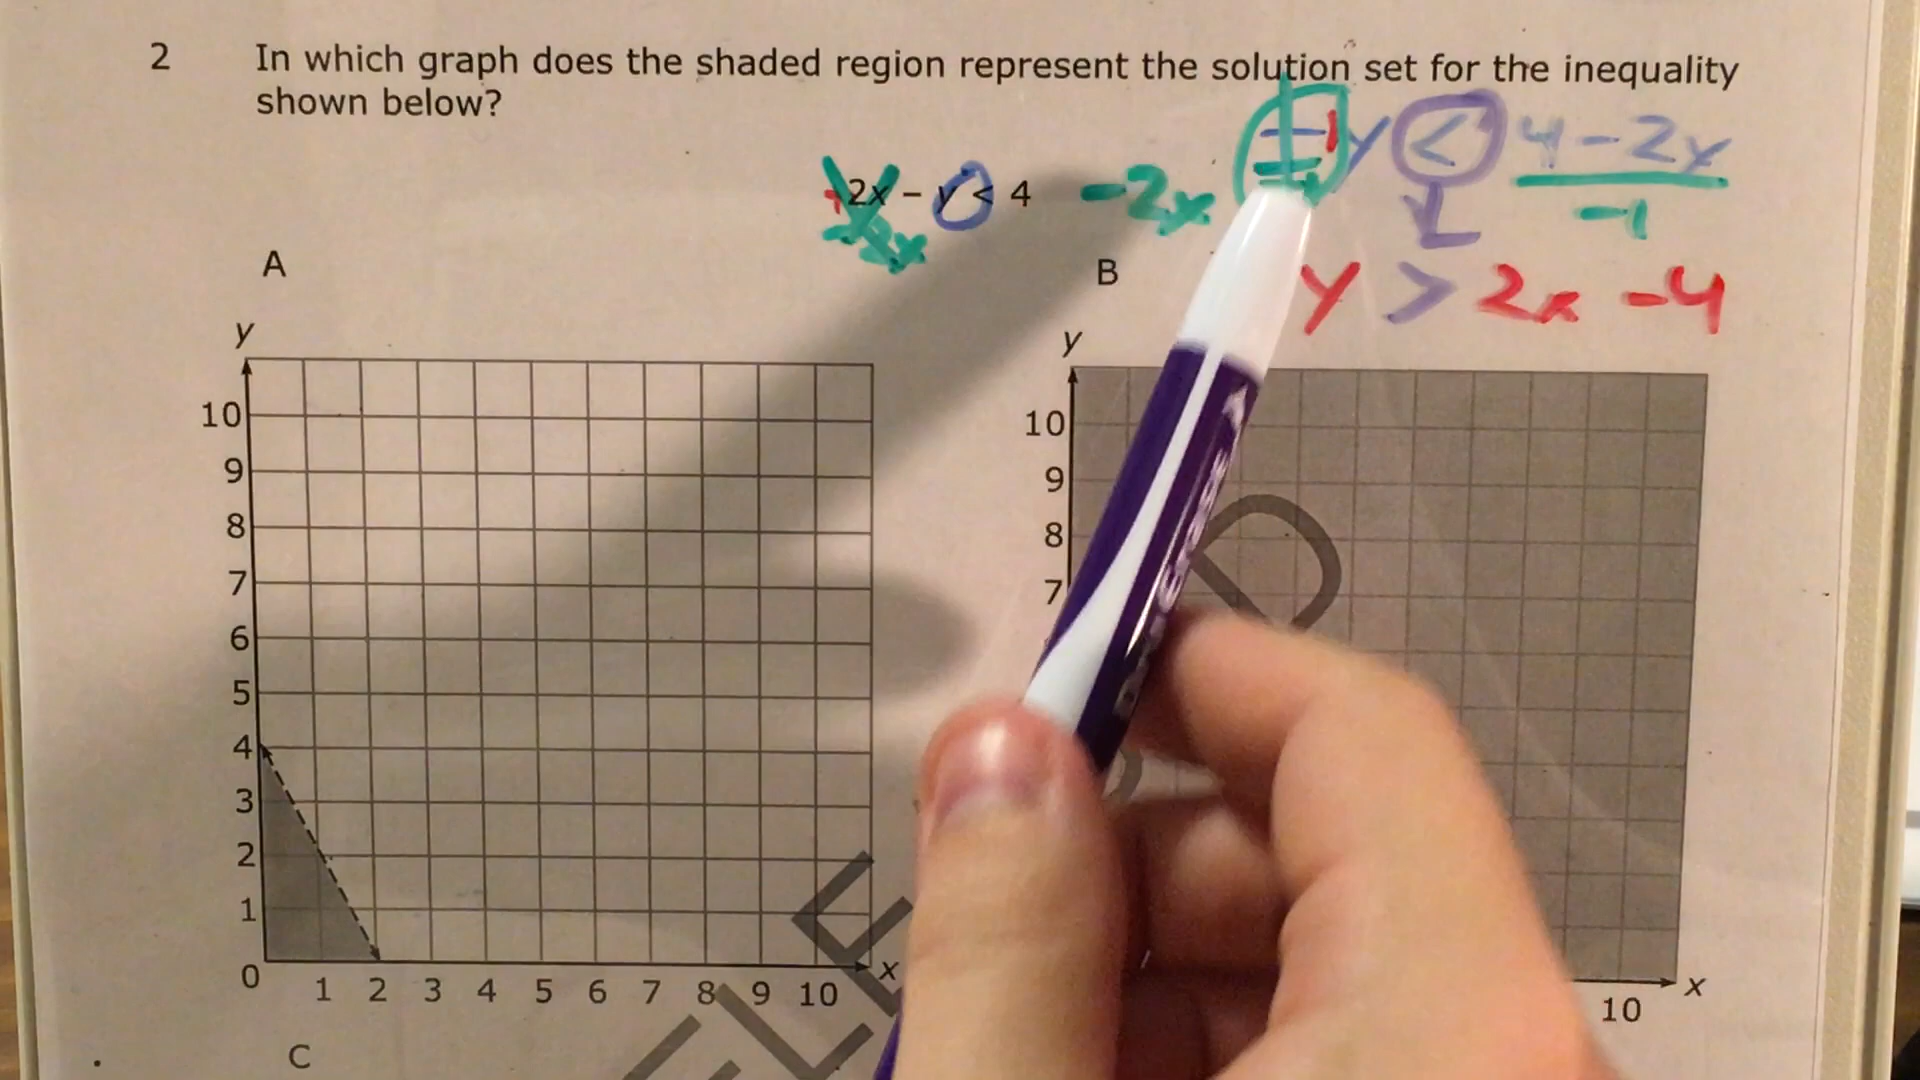 2 In which graph does the shaded region represent the solution set for the inequality
shown below?
-1y < 4-2x
2x – y < 4
-2x
-2x
-1
-1
y > 2x -4
A
B
y
y
10
9
8
7
6
5
4
3
2
1
0
1 2 3 4 5 6 7 8 9 10
x
10
9
8
7
10
x
C